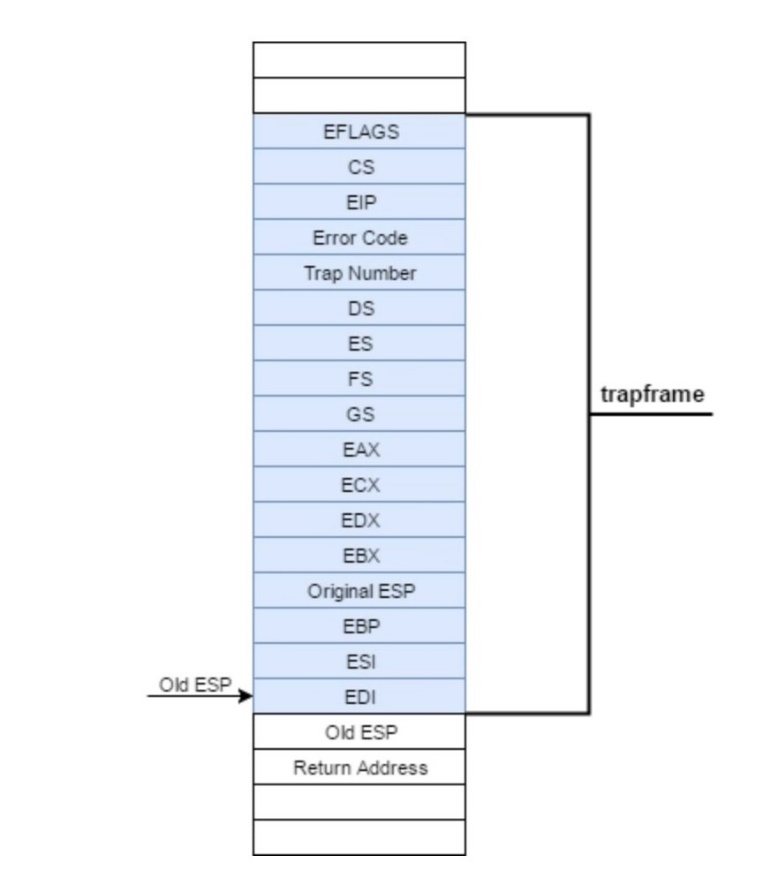 EFLAGS
CS
EIP
Error Code
Trap Number
DS
ES
FS
GS
trapframe
EAX
ECX
EDX
EBX
Original ESP
EBP
ESI
Old ESP
EDI
Old ESP
Return Address